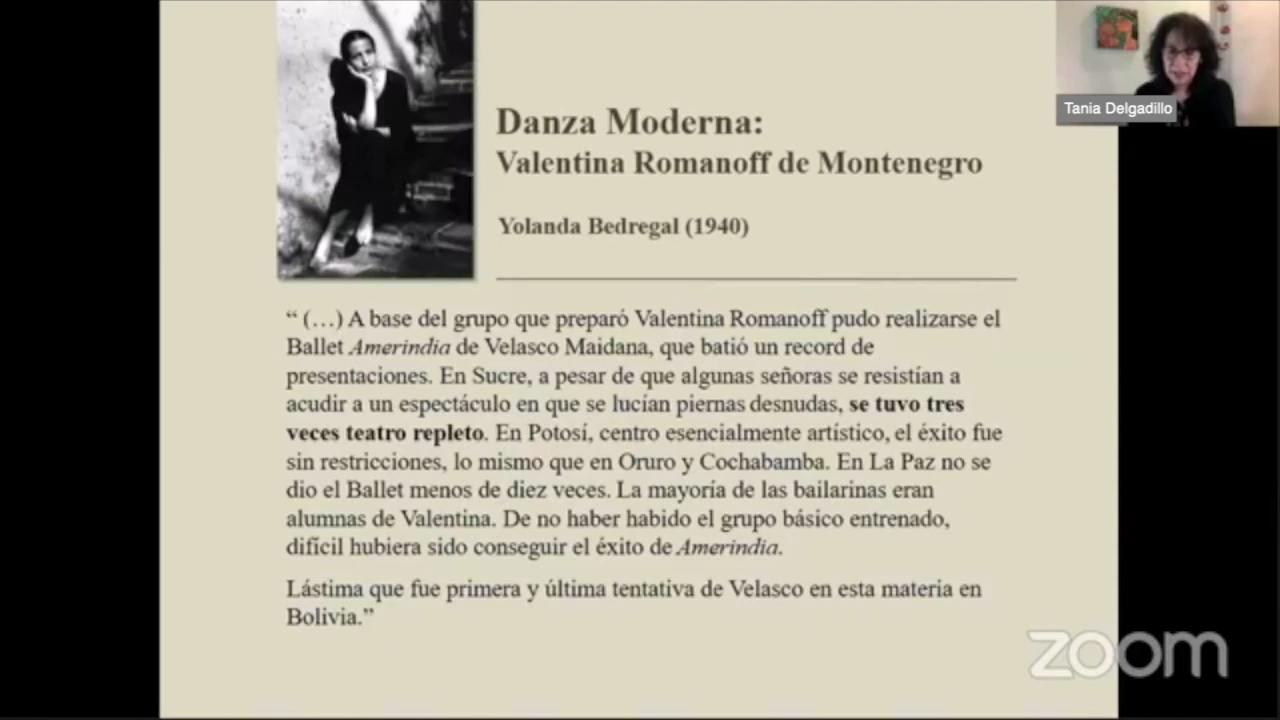 Tania Delgadillo
Danza Moderna:
Valentina Romanoff de Montenegro
Yolanda Bedregal (1940)
“ (…) A base del grupo que preparó Valentina Romanoff pudo realizarse el
Ballet Amerindia de Velasco Maidana, que batió un record de
presentaciones. En Sucre, a pesar de que algunas señoras se resistían a
acudir a un espectáculo en que se lucían piernas desnudas, se tuvo tres
veces teatro repleto. En Potosí, centro esencialmente artístico, el éxito fue
sin restricciones, lo mismo que en Oruro y Cochabamba. En La Paz no se
dio el Ballet menos de diez veces. La mayoría de las bailarinas eran
alumnas de Valentina. De no haber habido el grupo básico entrenado,
difícil hubiera sido conseguir el éxito de Amerindia.
Lástima que fue primera y última tentativa de Velasco en esta materia en
Bolivia.”
zoom